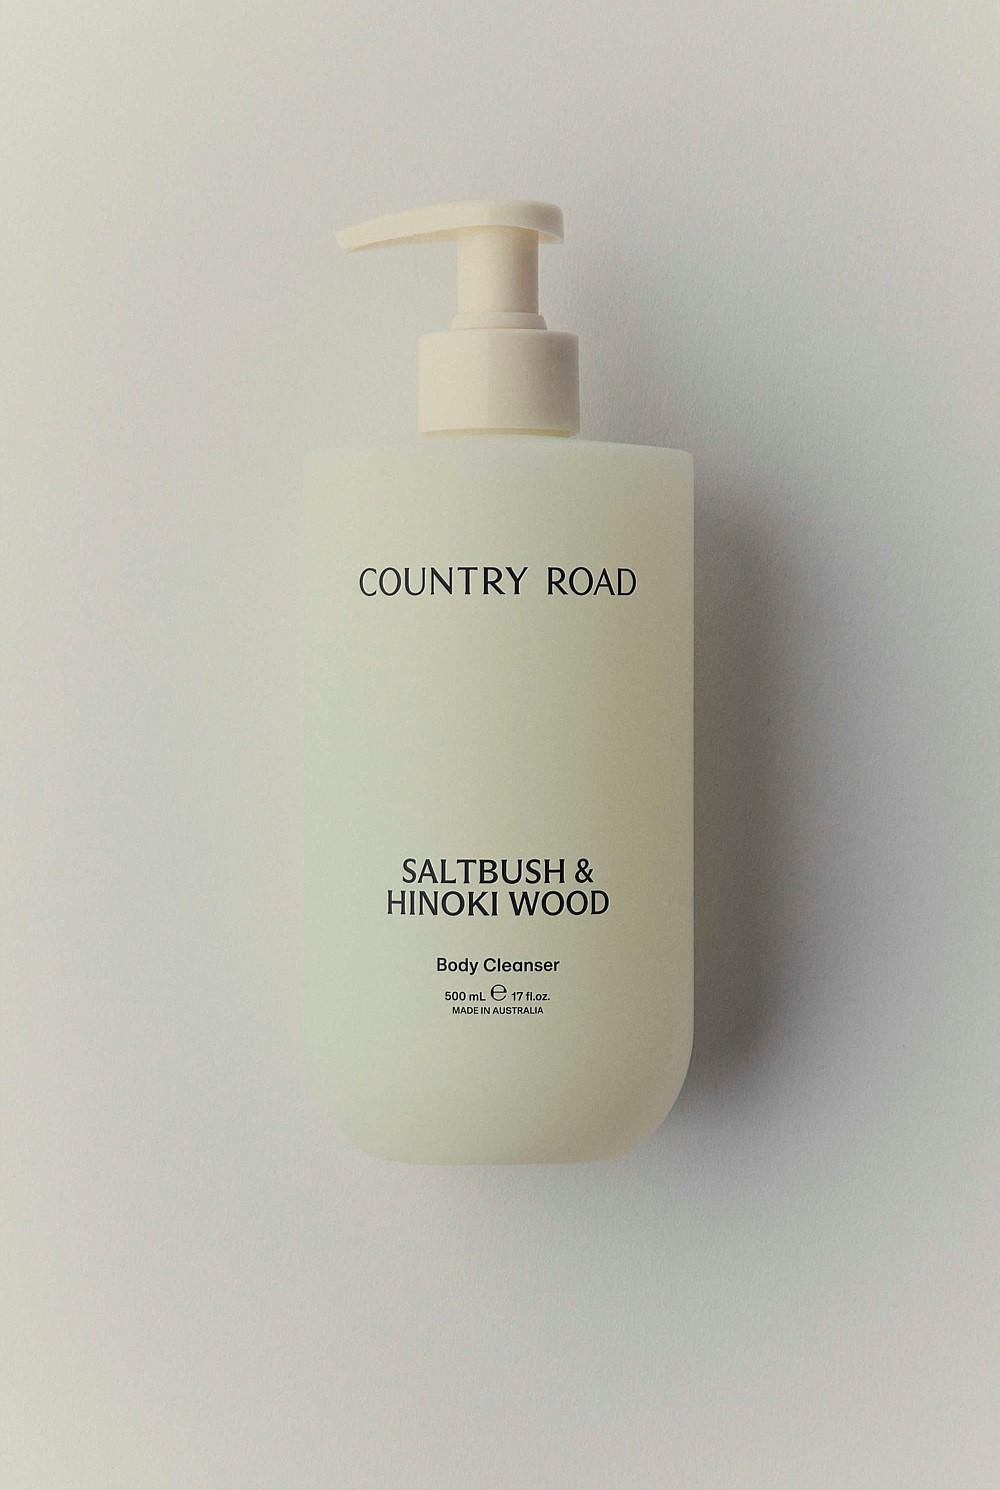 COUNTRY ROAD
SALTBUSH &
HINOKI WOOD
Body Cleanser
500 mL ℮ 17 fl.oz.
MADE IN AUSTRALIA